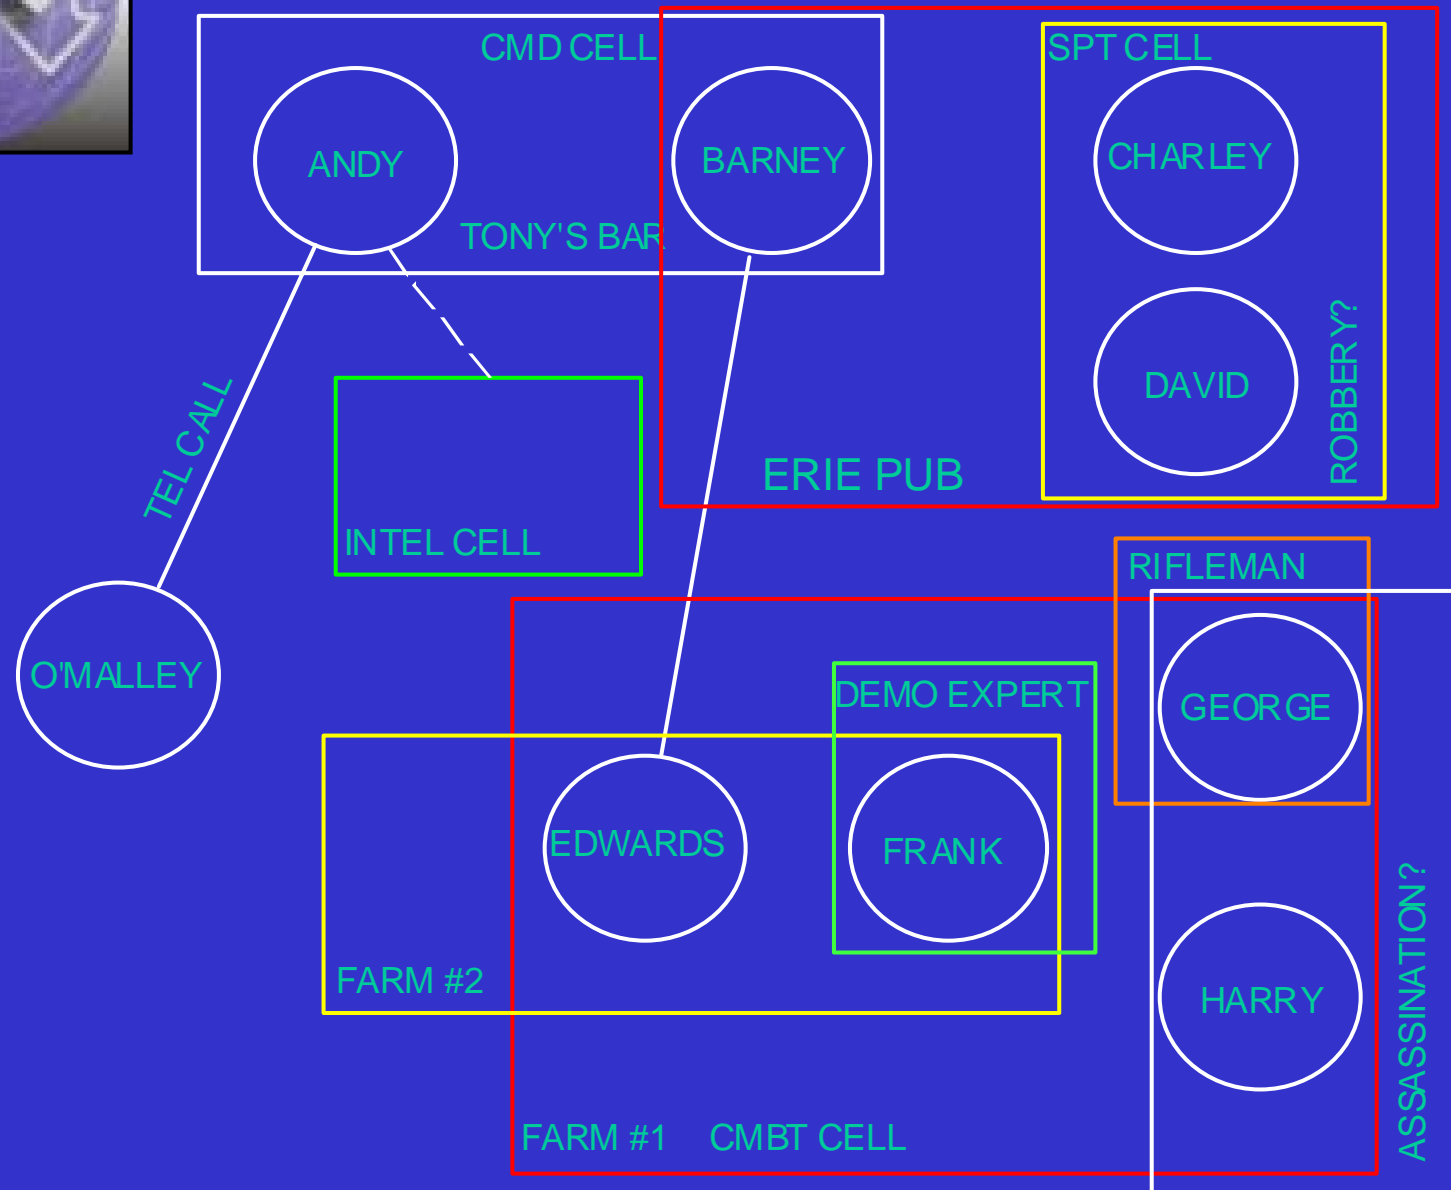 CMD CELL
SPT CELL
ANDY
BARNEY
CHARLEY
TONY'S BAR
ROBBERY?
DAVID
TEL CALL
ERIE PUB
INTEL CELL
RIFLEMAN
O'MALLEY
DEMO EXPERT
GEORGE
EDWARDS
FRANK
ASSASSINATION?
FARM #2
HARRY
FARM #1 CMBT CELL